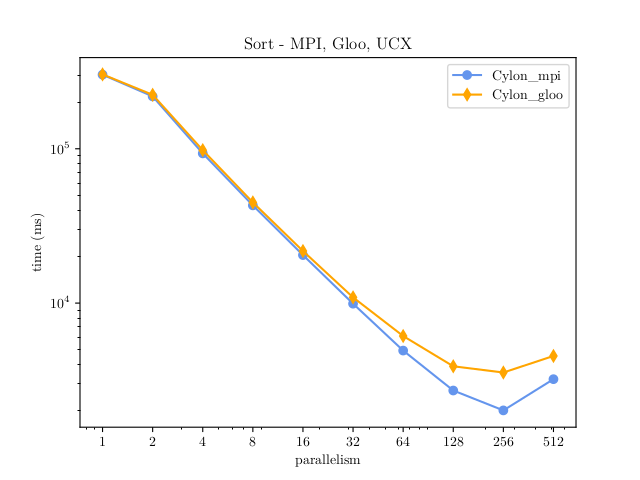 Sort - MPI, Gloo, UCX
Cylon_mpi
Cylon_gloo
time (ms)
10^5
10^4
1 2 4 8 16 32 64 128 256 512
parallelism